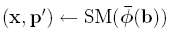 (x, p′) ← SM(ϕ̄(b))